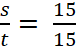 s/t = 15/15